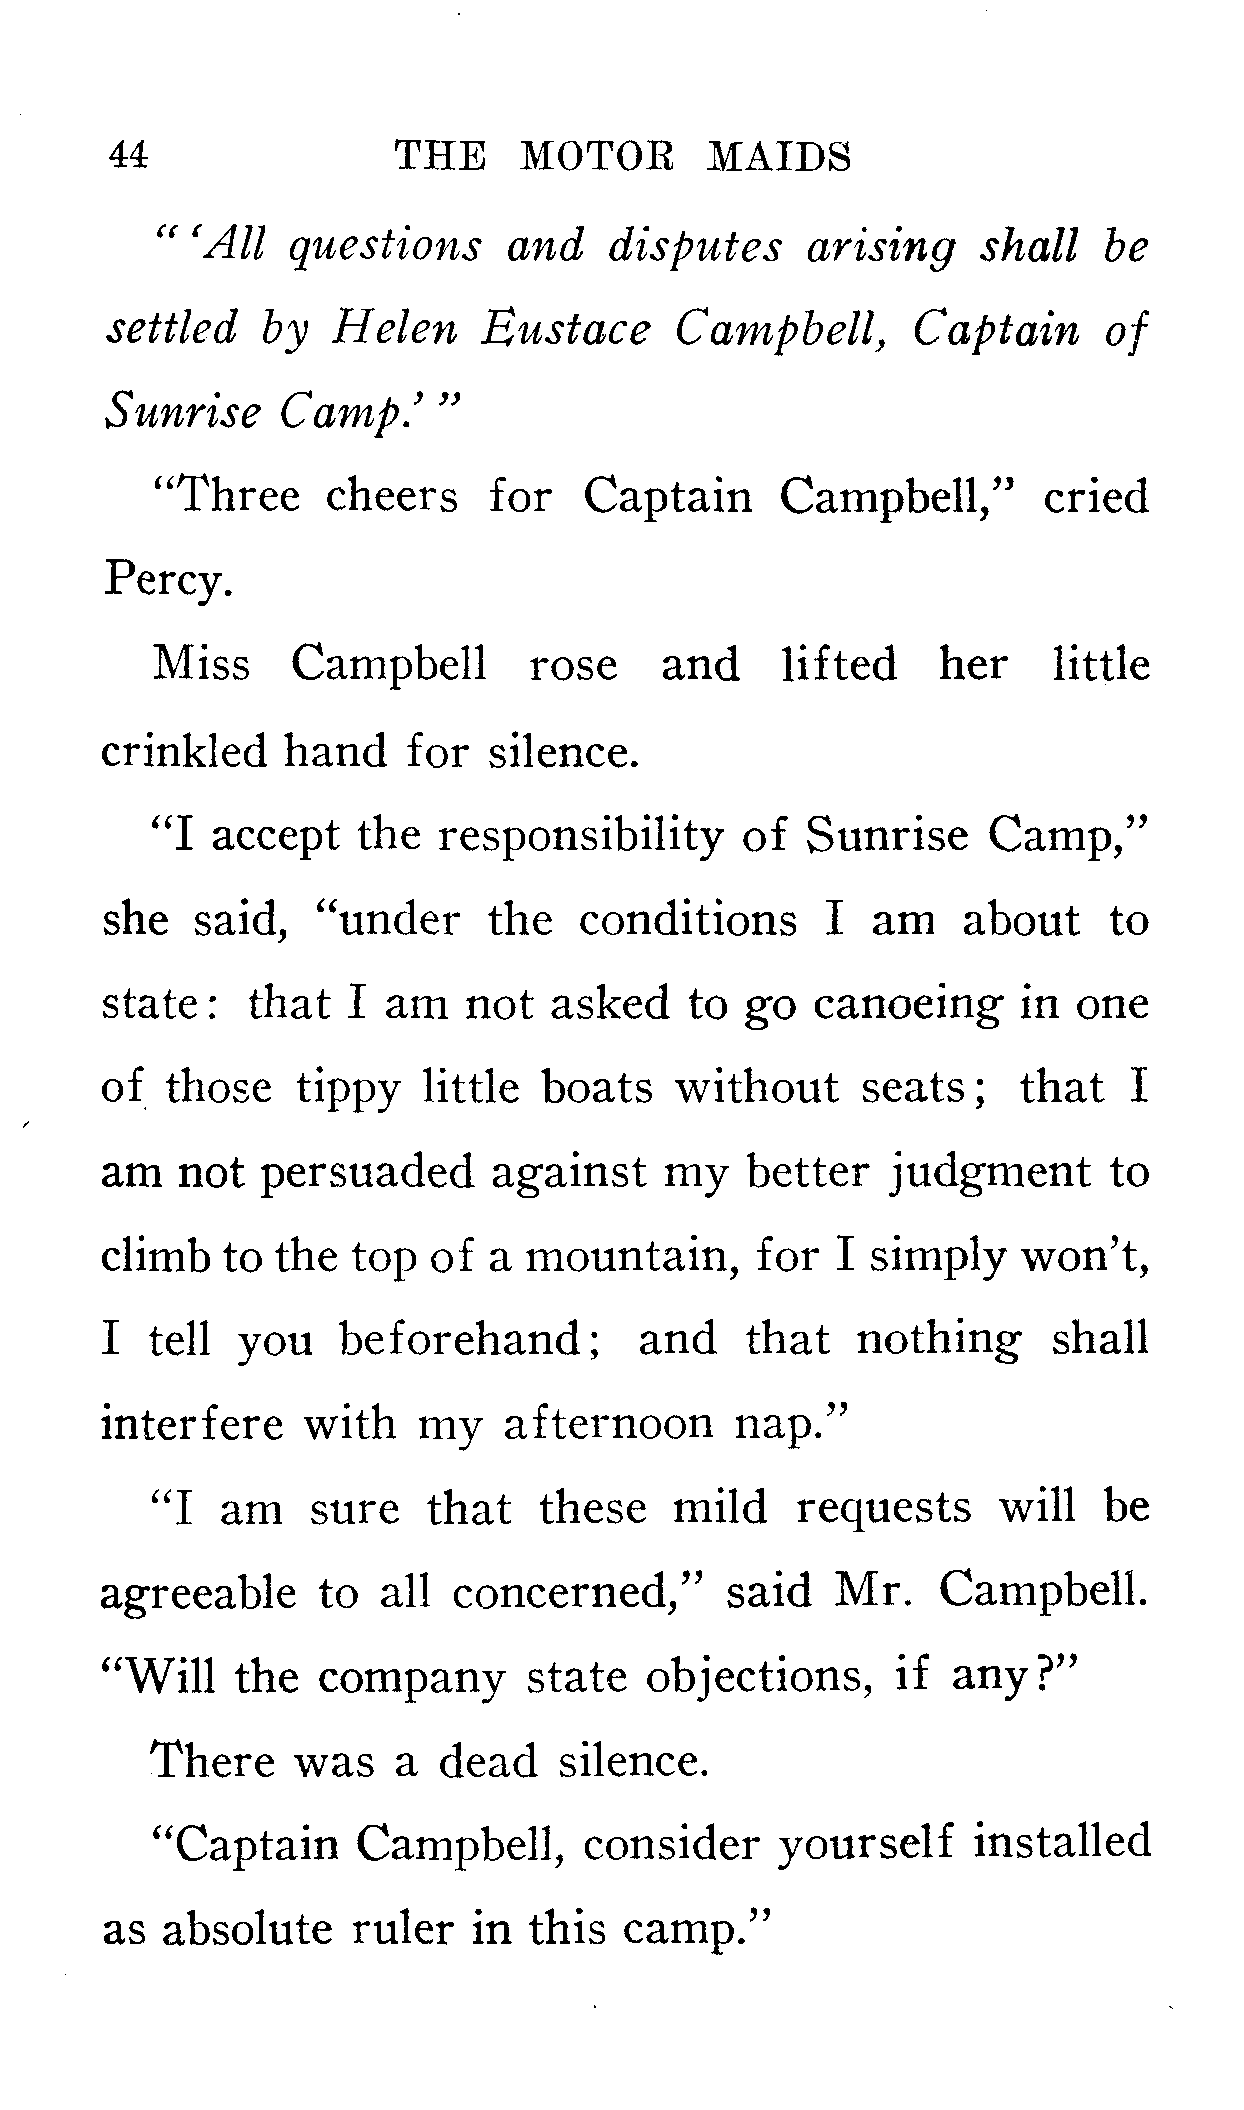 44 THE MOTOR MAIDS
" 'All questions and disputes arising shall be
settled by Helen Eustace Campbell, Captain of
Sunrise Camp.' "
"Three cheers for Captain Campbell," cried
Percy.
Miss Campbell rose and lifted her little
crinkled hand for silence.
"I accept the responsibility of Sunrise Camp,"
she said, "under the conditions I am about to
state: that I am not asked to go canoeing in one
of those tippy little boats without seats; that I
am not persuaded against my better judgment to
climb to the top of a mountain, for I simply won't,
I tell you beforehand; and that nothing shall
interfere with my afternoon nap."
"I am sure that these mild requests will be
agreeable to all concerned," said Mr. Campbell.
"Will the company state objections, if any?"
There was a dead silence.
"Captain Campbell, consider yourself installed
as absolute ruler in this camp."